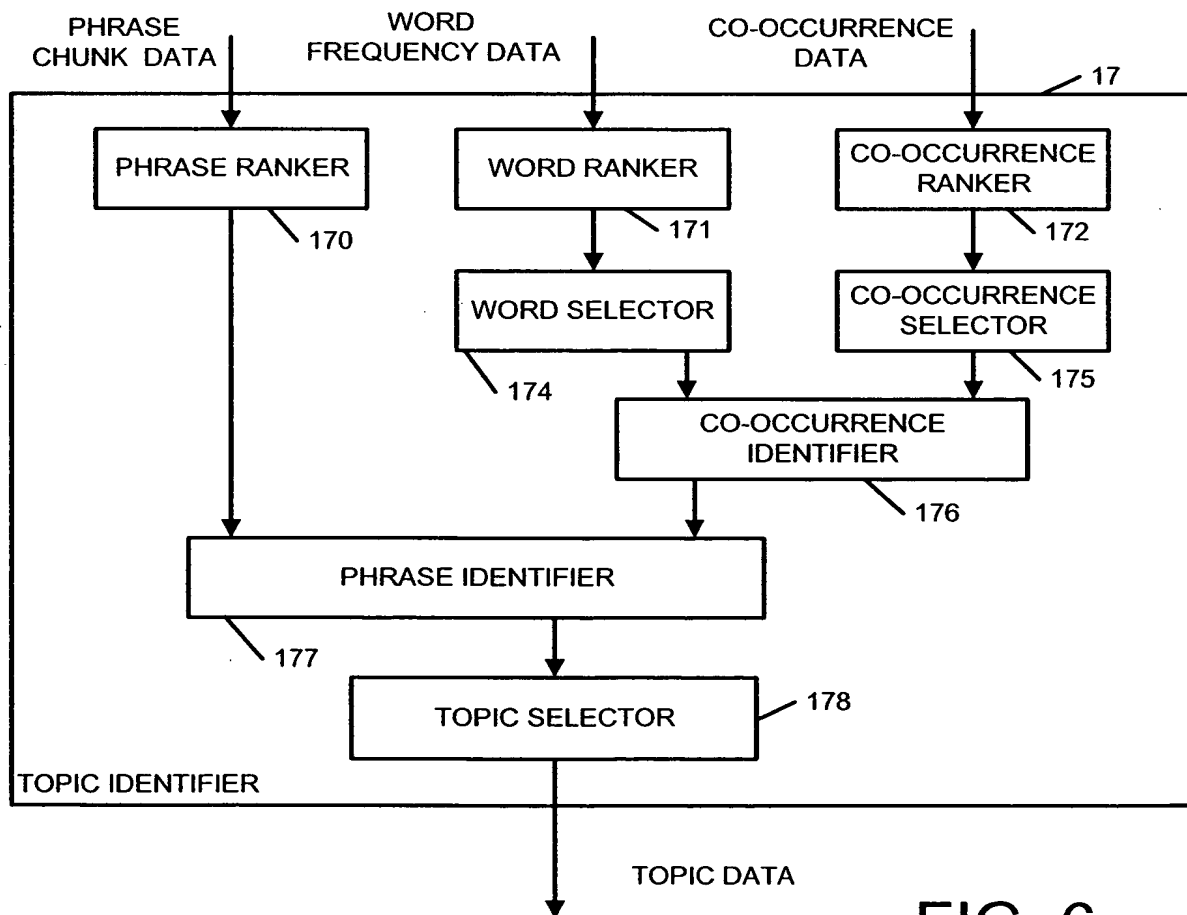 PHRASE
CHUNK DATA
WORD
FREQUENCY DATA
CO-OCCURRENCE
DATA
17
PHRASE RANKER
WORD RANKER
CO-OCCURRENCE
RANKER
170
171
172
WORD SELECTOR
CO-OCCURRENCE
SELECTOR
174
175
CO-OCCURRENCE
IDENTIFIER
176
PHRASE IDENTIFIER
177
TOPIC SELECTOR
178
TOPIC IDENTIFIER
TOPIC DATA
FIG. 6